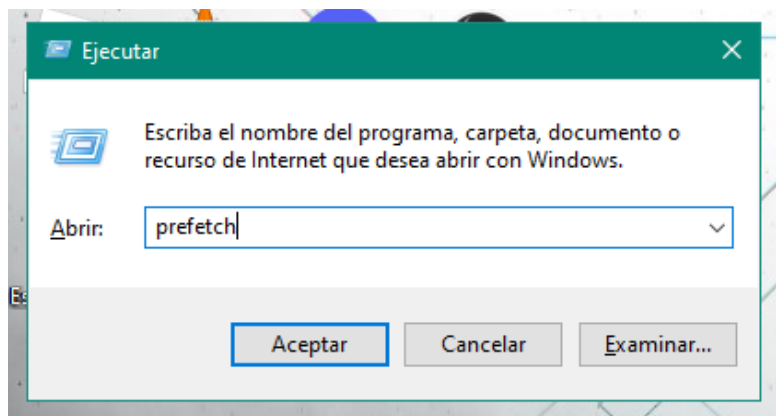 Ejecutar
Escriba el nombre del programa, carpeta, documento o
recurso de Internet que desea abrir con Windows.
Abrir: prefetch
Es
Aceptar Cancelar Examinar...